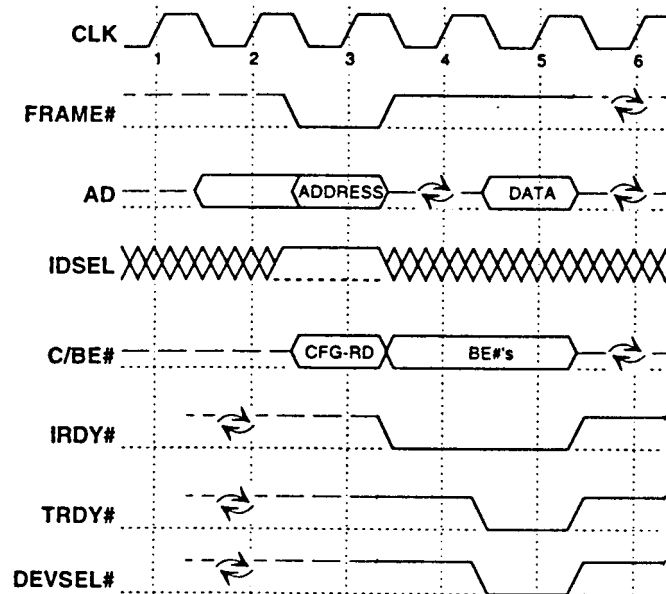 CLK
1 2 3 4 5 6
FRAME#
AD ADDRESS DATA
IDSEL
C/BE# CFG-RD BE#'s
IRDY#
TRDY#
DEVSEL#